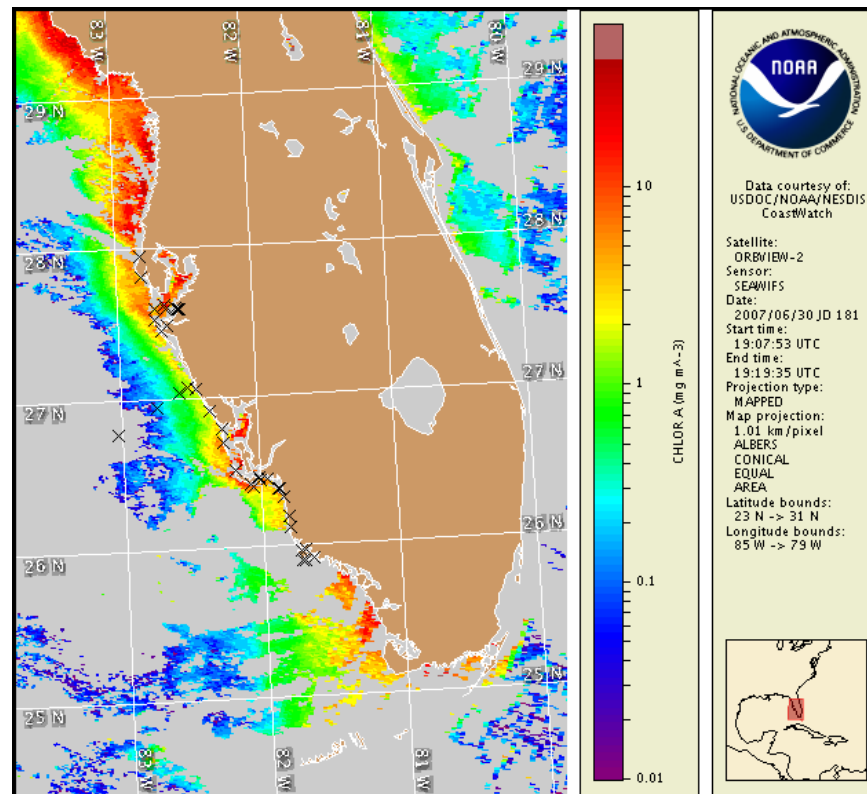 83 W
82 W
81 W
80 W
29 N
29 N
28 N
28 N
27 N
27 N
26 N
26 N
25 N
25 N
83 W
82 W
81 W
10
1
0.1
0.01
CHLOR A (mg m^-3)
NATIONAL OCEANIC AND ATMOSPHERIC ADMINISTRATION
NOAA
U.S. DEPARTMENT OF COMMERCE
Data courtesy of:
USDOC/NOAA/NESDIS
CoastWatch
Satellite:
ORBVIEW-2
Sensor:
SEAWIFS
Date:
2007/06/30 JD 181
Start time:
19:07:53 UTC
End time:
19:19:35 UTC
Projection type:
MAPPED
Map projection:
1.01 km/pixel
ALBERS
CONICAL
EQUAL
AREA
Latitude bounds:
23 N -> 31 N
Longitude bounds:
85 W -> 79 W